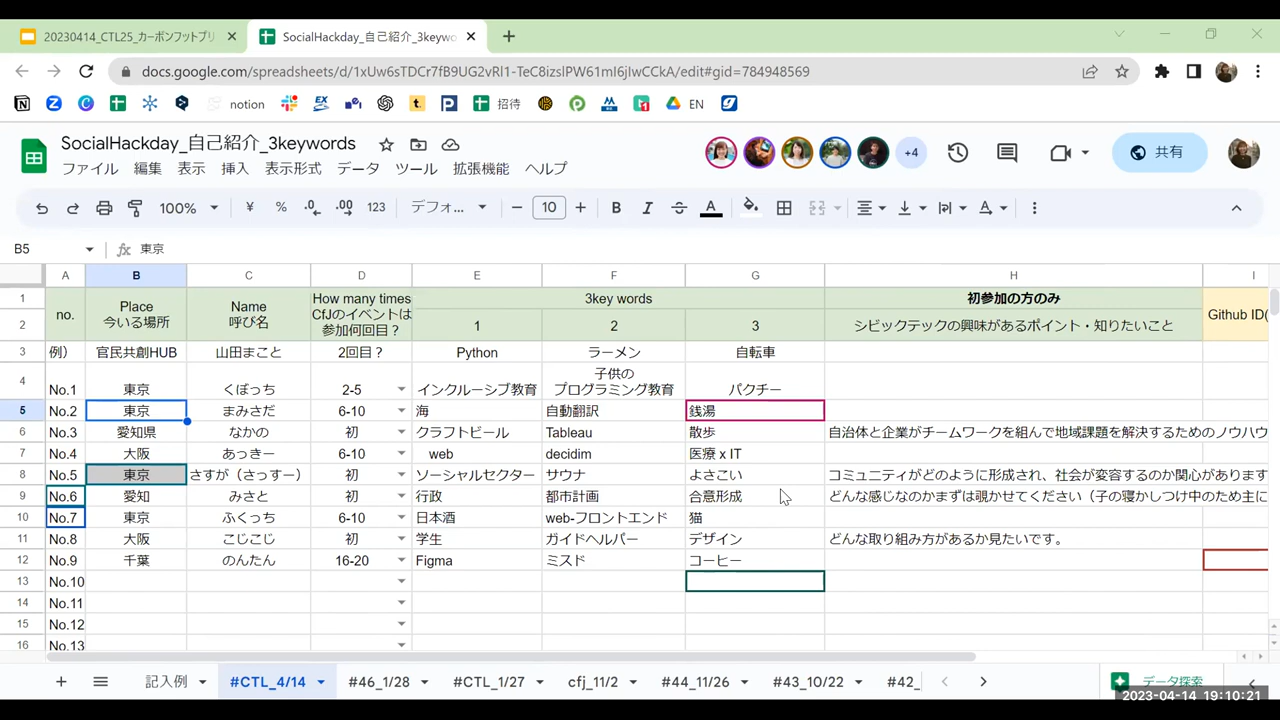 20230414_CTL25_カーボンフットプリ
SocialHackday_自己紹介_3keywo
docs.google.com/spreadsheets/d/1xUw6sTDCr7fB9UG2vJI1-TeC8izslPW61mI6jIwCCkA/edit#gid=784948569
notion
EX
t.
招待
EN
SocialHackday_自己紹介_3keywords
+4
共有
ファイル 編集 表示 挿入 表示形式 データ ツール 拡張機能 ヘルプ
100% ¥ % .0 .00 123 デフォ... 10 B I A
B5 fx 東京
A B C D E F G H I
1 2 3 4 5 6 7 8 9 10 11 12 13 14 15 16
no. Place 今いる場所 Name 呼び名 How many times CfJのイベントは 参加何回目？ 3key words 初参加の方のみ Github ID(
1 2 3 シビックテックの興味があるポイント・知りたいこと
例） 官民共創HUB 山田まこと 2回目？ Python ラーメン 自転車
No.1 東京 くぼっち 2-5 インクルーシブ教育 子供の プログラミング教育 パクチー
No.2 東京 まみさだ 6-10 海 自動翻訳 銭湯
No.3 愛知県 なかの 初 クラフトビール Tableau 散歩 自治体と企業がチームワークを組んで地域課題を解決するためのノウハウ
No.4 大阪 あっきー 6-10 web decidim 医療 x IT
No.5 東京 さすが（さっすー） 初 ソーシャルセクター サウナ よさこい コミュニティがどのように形成され、社会が変容するのか関心があります
No.6 愛知 みさと 初 行政 都市計画 合意形成 どんな感じなのかまずは覗かせてください（子の寝かしつけ中のため主に
No.7 東京 ふくっち 6-10 日本酒 web-フロントエンド 猫
No.8 大阪 こじこじ 初 学生 ガイドヘルパー デザイン どんな取り組み方があるか見たいです。
No.9 千葉 のんたん 16-20 Figma ミスド コーヒー
No.10
No.11
No.12
No.13
記入例 #CTL_4/14 #46_1/28 #CTL_1/27 cfj_11/2 #44_11/26 #43_10/22 #42_ データ探索
2023-04-14 19:10:21